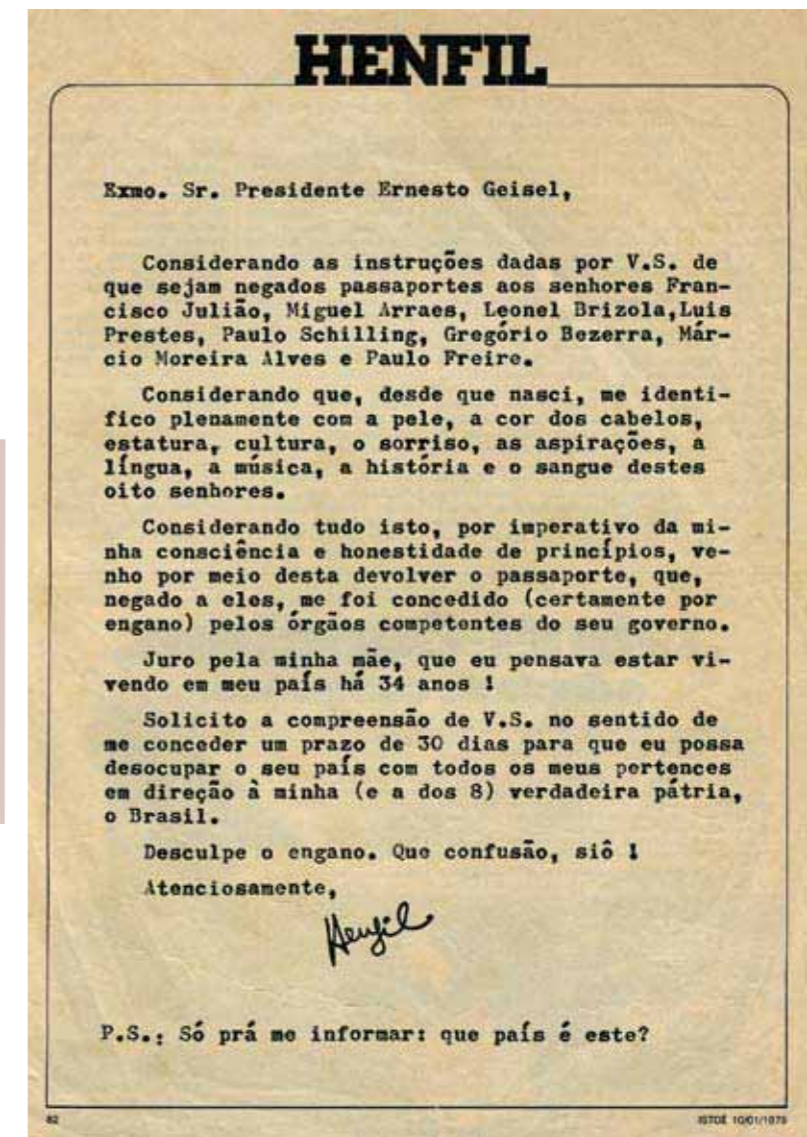 HENFIL
Exmo. Sr. Presidente Ernesto Geisel,
Considerando as instruções dadas por V.S. de
que sejam negados passaportes aos senhores Fran-
cisco Julião, Miguel Arraes, Leonel Brizola,Luis
Prestes, Paulo Schilling, Gregório Bezerra, Már-
cio Moreira Alves e Paulo Freire.
Considerando que, desde que nasci, me identi-
fico plenamente com a pele, a cor dos cabelos,
estatura, cultura, o sorriso, as aspirações, a
língua, a música, a história e o sangue destes
oito senhores.
Considerando tudo isto, por imperativo da mi-
nha consciência e honestidade de princípios, ve-
nho por meio desta devolver o passaporte, que,
negado a eles, me foi concedido (certamente por
engano) pelos órgãos competentes do seu governo.
Juro pela minha mãe, que eu pensava estar vi-
vendo em meu país há 34 anos !
Solicito a compreensão de V.S. no sentido de
me conceder um prazo de 30 dias para que eu possa
desocupar o seu país com todos os meus pertences
em direção à minha (e a dos 8) verdadeira pátria,
o Brasil.
Desculpe o engano. Que confusão, siô !
Atenciosamente,
Henfil
P.S.: Só prá me informar: que país é este?
82
ISTOÉ 10/01/1979